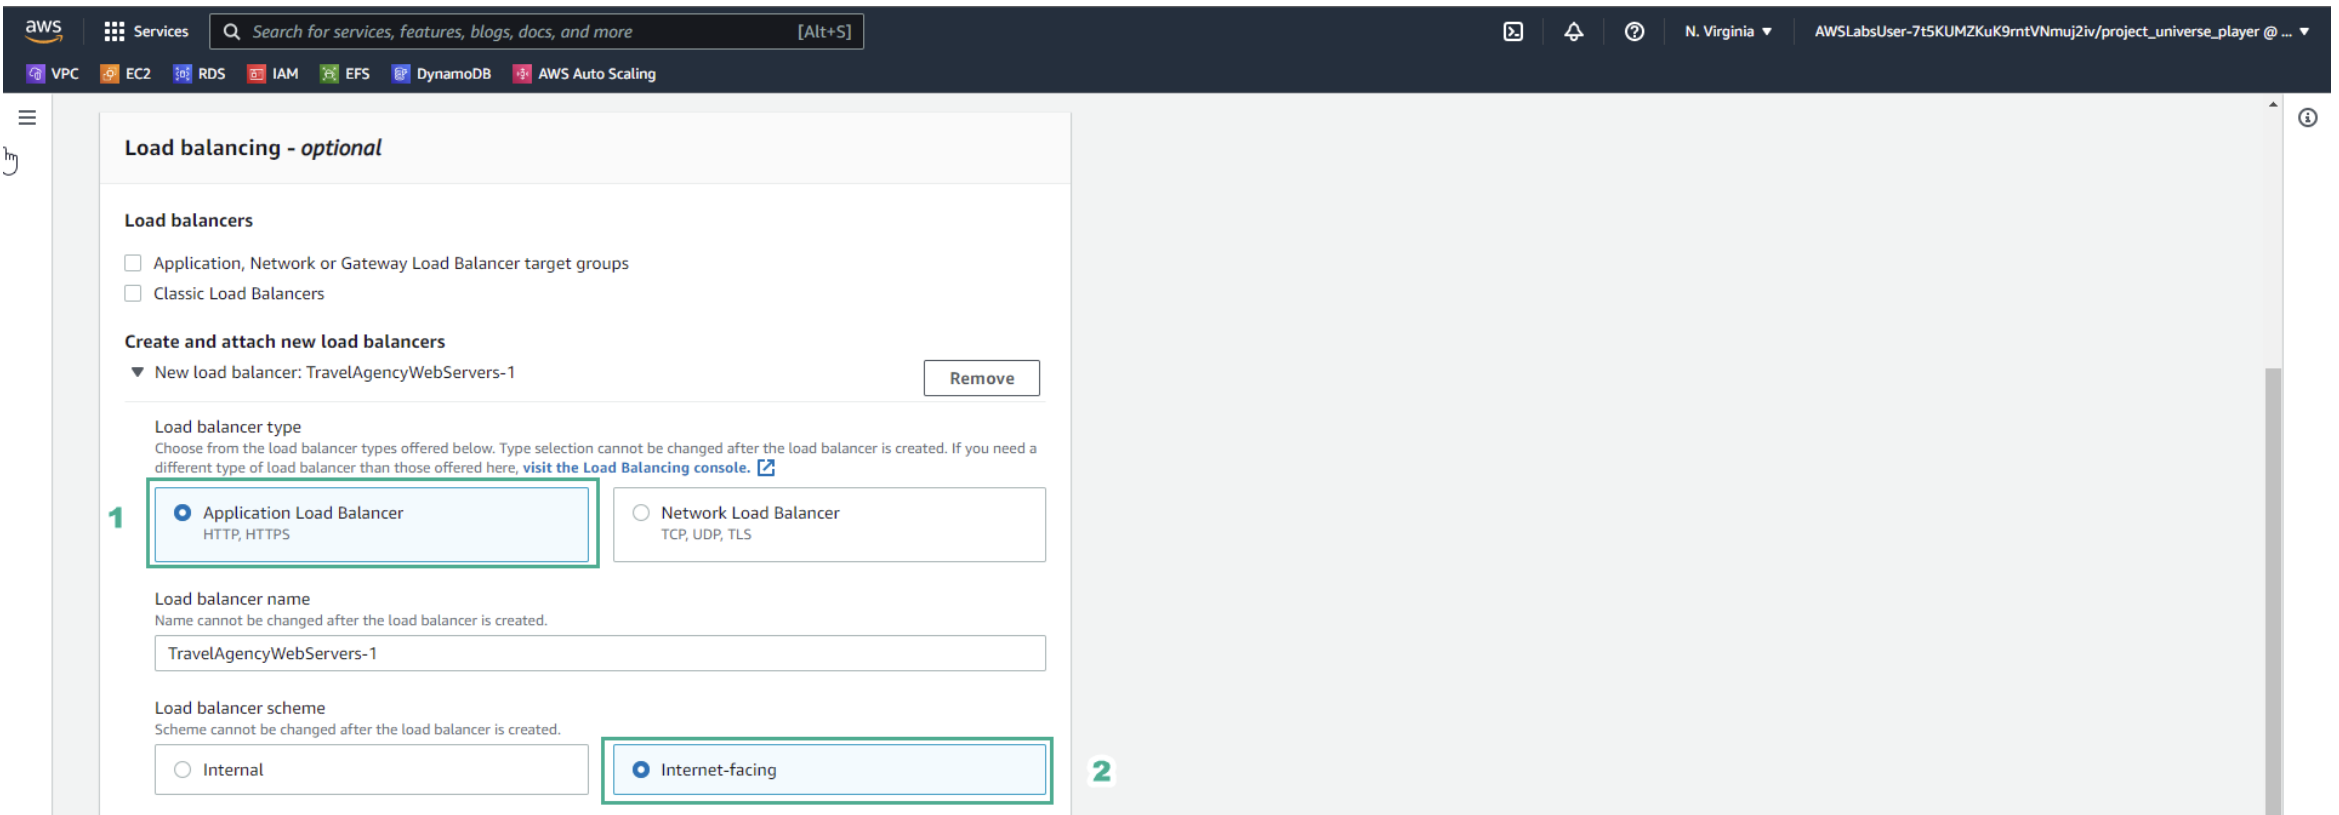 aws
Services
Search for services, features, blogs, docs, and more
[Alt+S]
N. Virginia
AWSLabsUser-7t5KUMZKuK9rntVNmuj2iv/project_universe_player @ ...
VPC
EC2
RDS
IAM
EFS
DynamoDB
AWS Auto Scaling
Load balancing - optional
Load balancers
Application, Network or Gateway Load Balancer target groups
Classic Load Balancers
Create and attach new load balancers
New load balancer: TravelAgencyWebServers-1
Remove
Load balancer type
Choose from the load balancer types offered below. Type selection cannot be changed after the load balancer is created. If you need a
different type of load balancer than those offered here, visit the Load Balancing console.
1
Application Load Balancer
HTTP, HTTPS
Network Load Balancer
TCP, UDP, TLS
Load balancer name
Name cannot be changed after the load balancer is created.
TravelAgencyWebServers-1
Load balancer scheme
Scheme cannot be changed after the load balancer is created.
Internal
Internet-facing
2